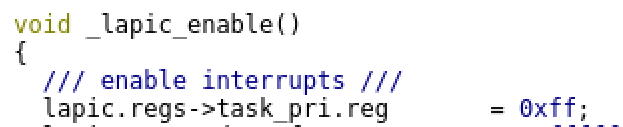 void _lapic_enable()
{
/// enable interrupts ///
lapic.regs->task_pri.reg = 0xff;